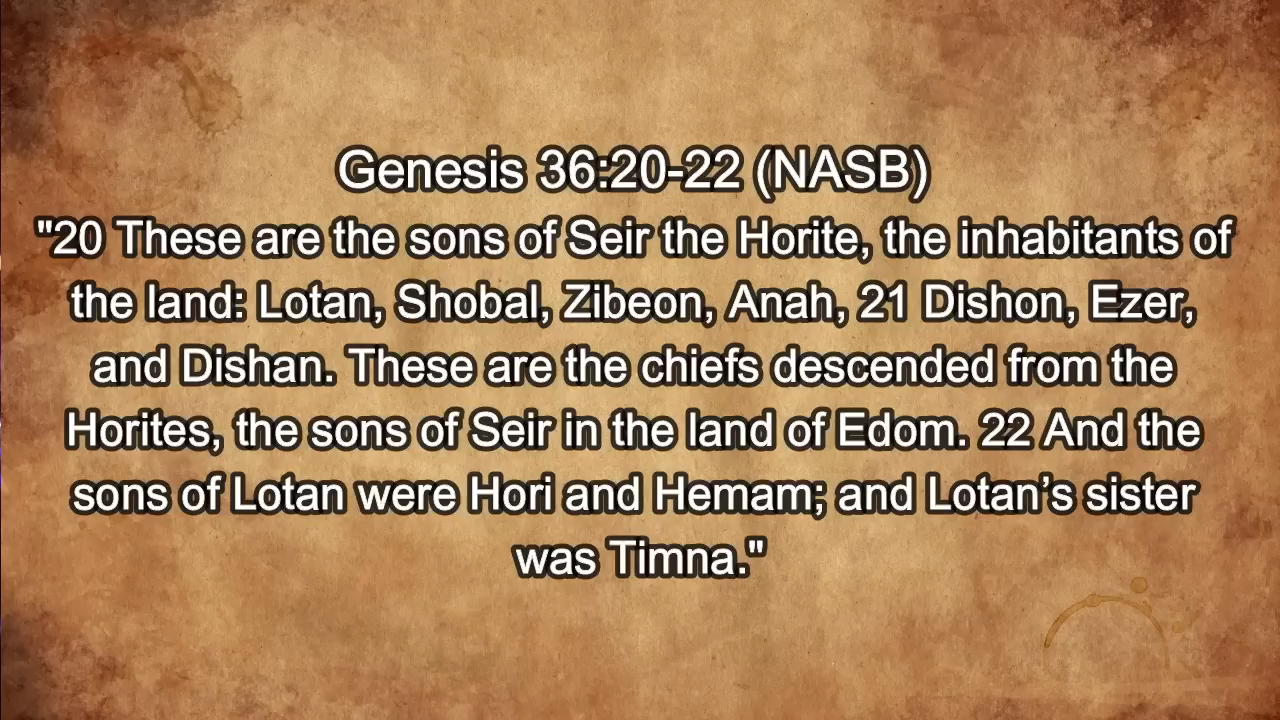 Genesis 36:20-22 (NASB)
"20 These are the sons of Seir the Horite, the inhabitants of
the land: Lotan, Shobal, Zibeon, Anah, 21 Dishon, Ezer,
and Dishan. These are the chiefs descended from the
Horites, the sons of Seir in the land of Edom. 22 And the
sons of Lotan were Hori and Hemam; and Lotan’s sister
was Timna."